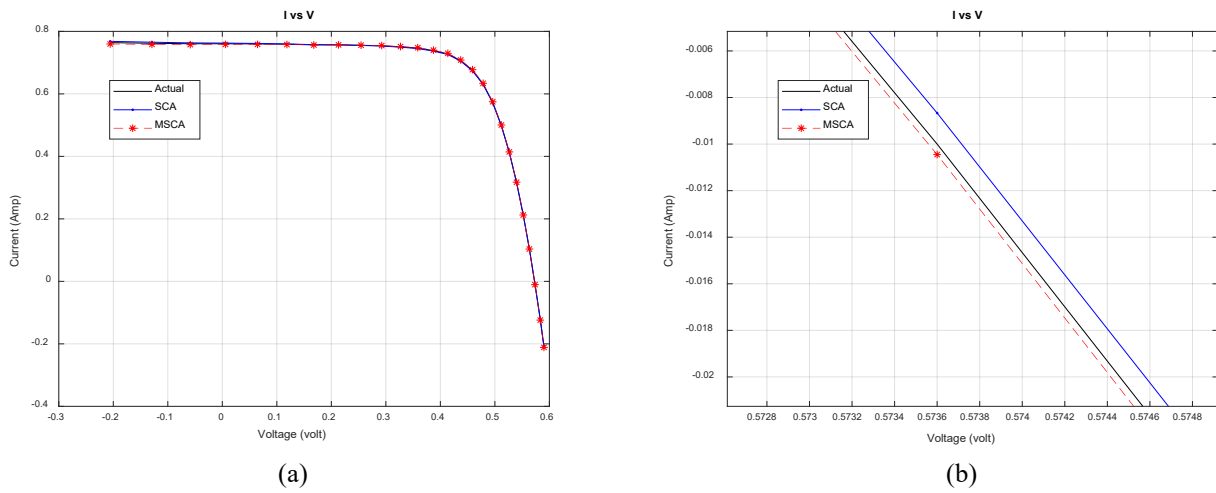 I vs V
0.8
0.6
0.4
0.2
0
-0.2
-0.4
Current (Amp)
Actual
SCA
MSCA
-0.3 -0.2 -0.1 0 0.1 0.2 0.3 0.4 0.5 0.6
Voltage (volt)
(a)
I vs V
-0.006
-0.008
-0.01
-0.012
-0.014
-0.016
-0.018
-0.02
Current (Amp)
Actual
SCA
MSCA
0.5728 0.573 0.5732 0.5734 0.5736 0.5738 0.574 0.5742 0.5744 0.5746 0.5748
Voltage (volt)
(b)